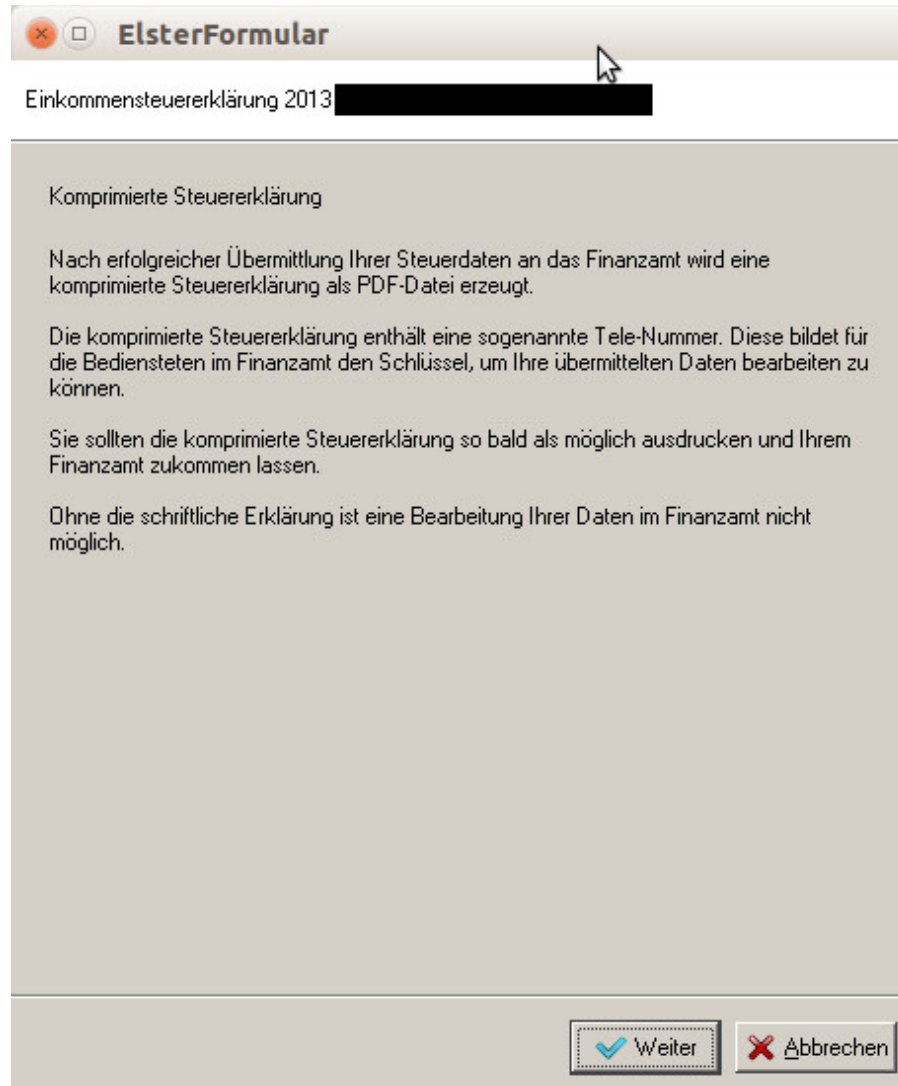 ElsterFormular
Einkommensteuererklärung 2013
Komprimierte Steuererklärung
Nach erfolgreicher Übermittlung Ihrer Steuerdaten an das Finanzamt wird eine
komprimierte Steuererklärung als PDF-Datei erzeugt.
Die komprimierte Steuererklärung enthält eine sogenannte Tele-Nummer. Diese bildet für
die Bediensteten im Finanzamt den Schlüssel, um Ihre übermittelten Daten bearbeiten zu
können.
Sie sollten die komprimierte Steuererklärung so bald als möglich ausdrucken und Ihrem
Finanzamt zukommen lassen.
Ohne die schriftliche Erklärung ist eine Bearbeitung Ihrer Daten im Finanzamt nicht
möglich.
Weiter Abbrechen